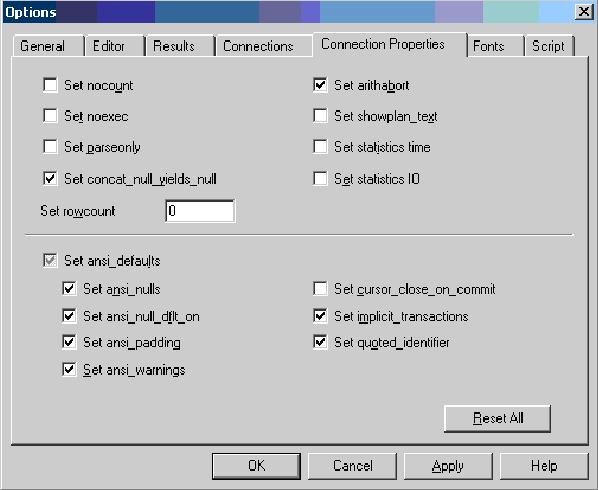 Options
General Editor Results Connections Connection Properties Fonts Script
Set nocount Set arithabort
Set noexec Set showplan_text
Set parseonly Set statistics time
Set concat_null_yields_null Set statistics IO
Set rowcount 0
Set ansi_defaults
Set ansi_nulls Set cursor_close_on_commit
Set ansi_null_dflt_on Set implicit_transactions
Set ansi_padding Set quoted_identifier
Set ansi_warnings
Reset All
OK Cancel Apply Help